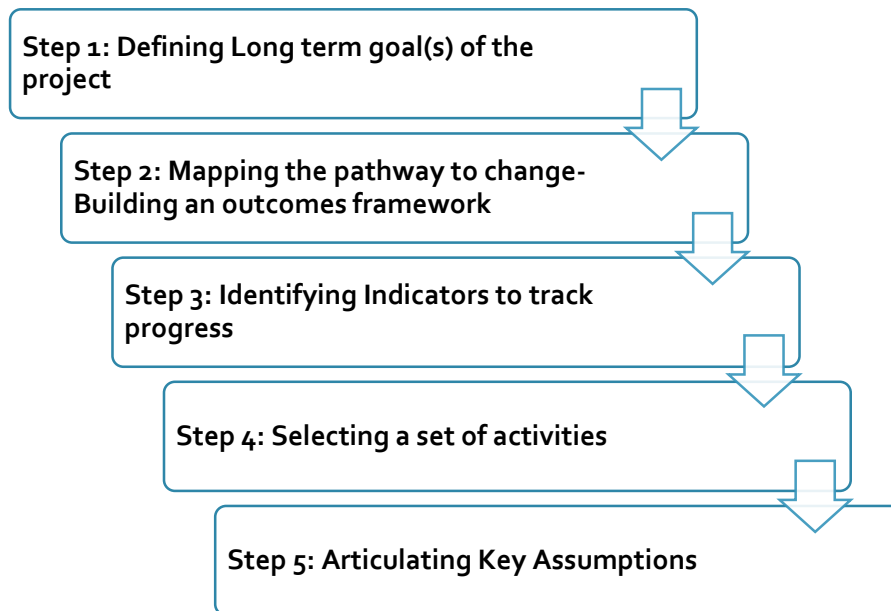 Step 1: Defining Long term goal(s) of the
project
Step 2: Mapping the pathway to change-
Building an outcomes framework
Step 3: Identifying Indicators to track
progress
Step 4: Selecting a set of activities
Step 5: Articulating Key Assumptions